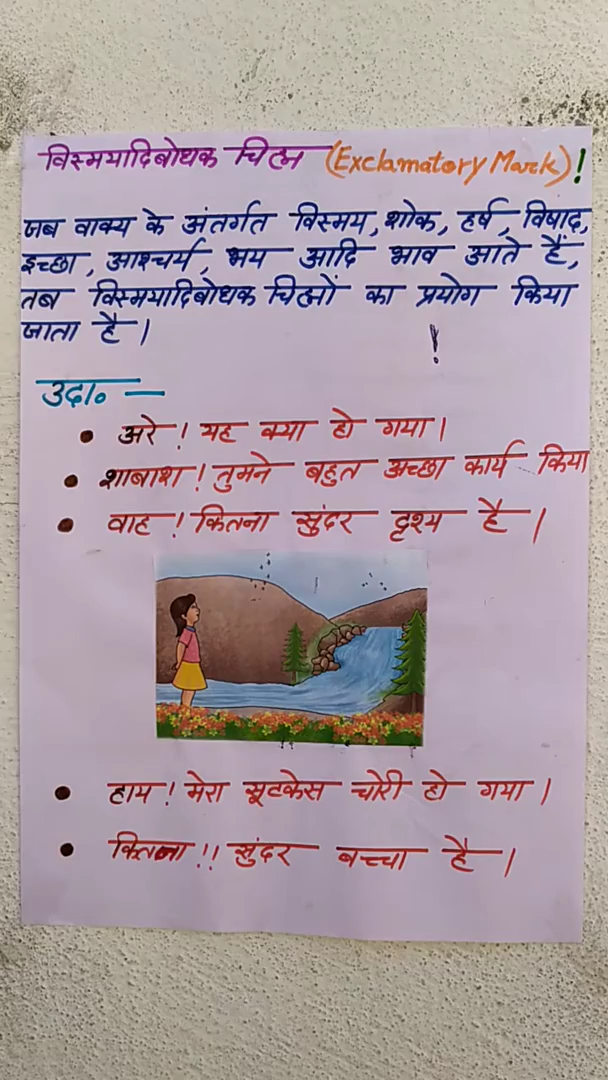 विस्मयादिबोधक चिह्न (Exclamatory Mark)!
जब वाक्य के अंतर्गत विस्मय, शोक, हर्ष, विषाद,
इच्छा, आश्चर्य, भय आदि भाव आते हैं,
तब विस्मयादिबोधक चिह्नों का प्रयोग किया
जाता है।
!
उदा० —
• अरे! यह क्या हो गया।
• शाबाश! तुमने बहुत अच्छा कार्य किया
• वाह! कितना सुंदर दृश्य है।
• हाय! मेरा सूटकेस चोरी हो गया।
• कितना!! सुंदर बच्चा है।